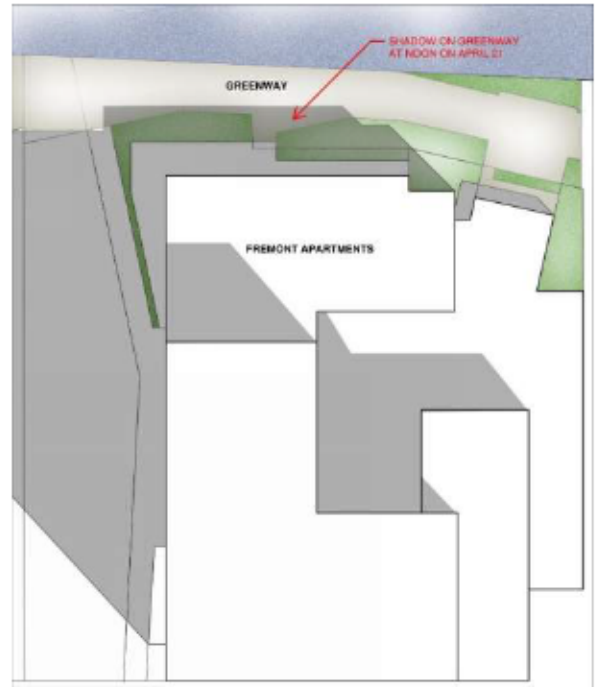 SHADOW ON GREENWAY
AT NOON ON APRIL 21
GREENWAY
FREMONT APARTMENTS